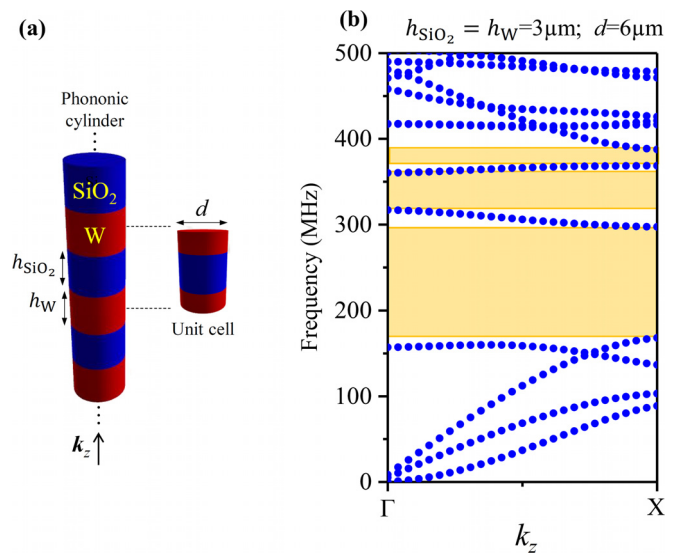 (a)
Phononic
cylinder
SiO₂
W
h_SiO₂
h_W
d
Unit cell
k_z
(b)
h_SiO₂ = h_W=3µm; d=6µm
Frequency (MHz)
500
400
300
200
100
0
Γ
X
k_z